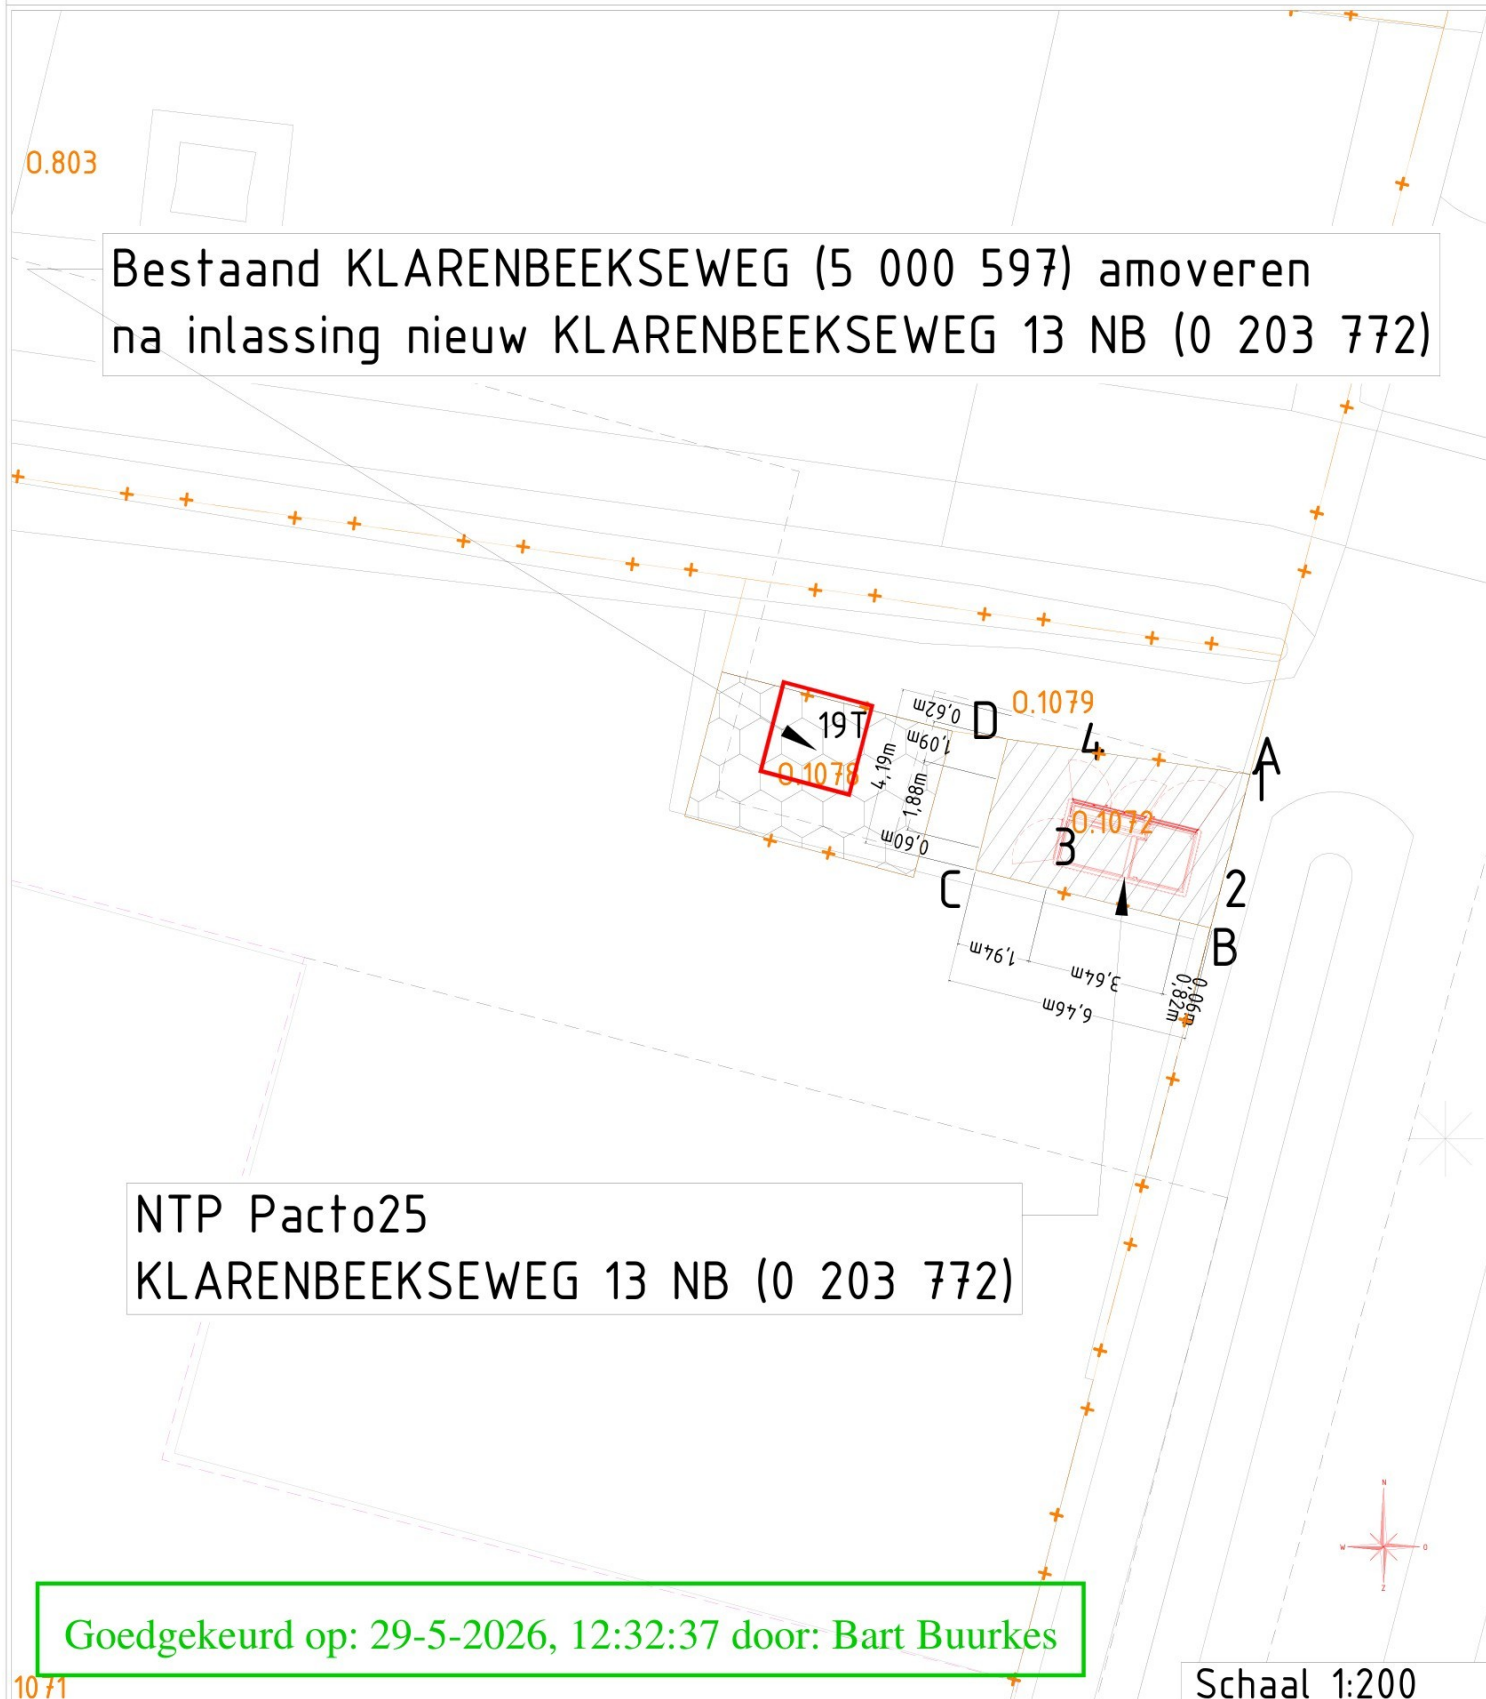 O.803
Bestaand KLARENBEEKSEWEG (5 000 597) amoveren
na inlassing nieuw KLARENBEEKSEWEG 13 NB (0 203 772)
19T
O.1078
0,62m
1,09m
4,19m
1,88m
0,60m
D
O.1079
4
A
1
O.1072
3
2
C
B
1,94m
3,64m
6,46m
0,82m
0,06m
NTP Pacto25
KLARENBEEKSEWEG 13 NB (0 203 772)
N
W
O
Z
Goedgekeurd op: 29-5-2026, 12:32:37 door: Bart Buurkes
1071
Schaal 1:200